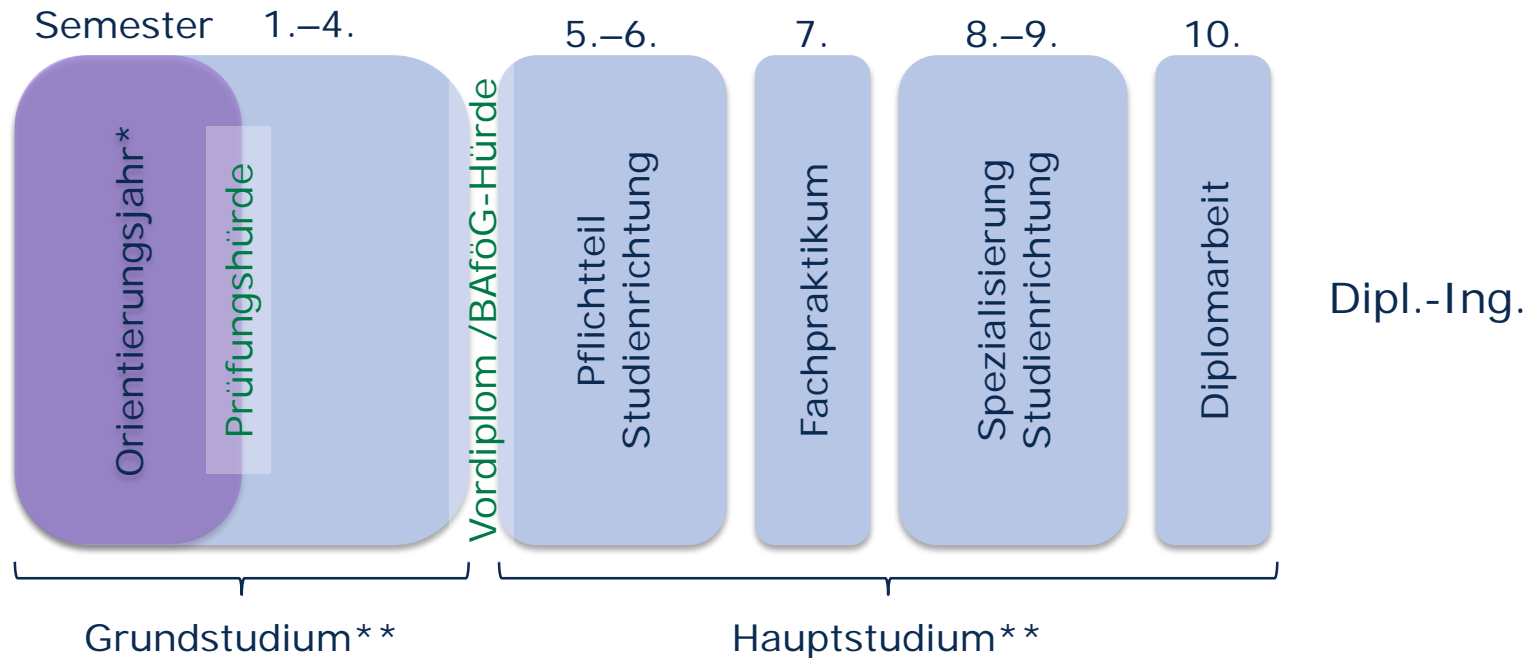 Semester 1.–4. 5.–6. 7. 8.–9. 10.
Orientierungsjahr*
Prüfungshürde
Vordiplom /BAföG-Hürde
Pflichtteil
Studienrichtung
Fachpraktikum
Spezialisierung
Studienrichtung
Diplomarbeit
Dipl.-Ing.
Grundstudium** Hauptstudium**